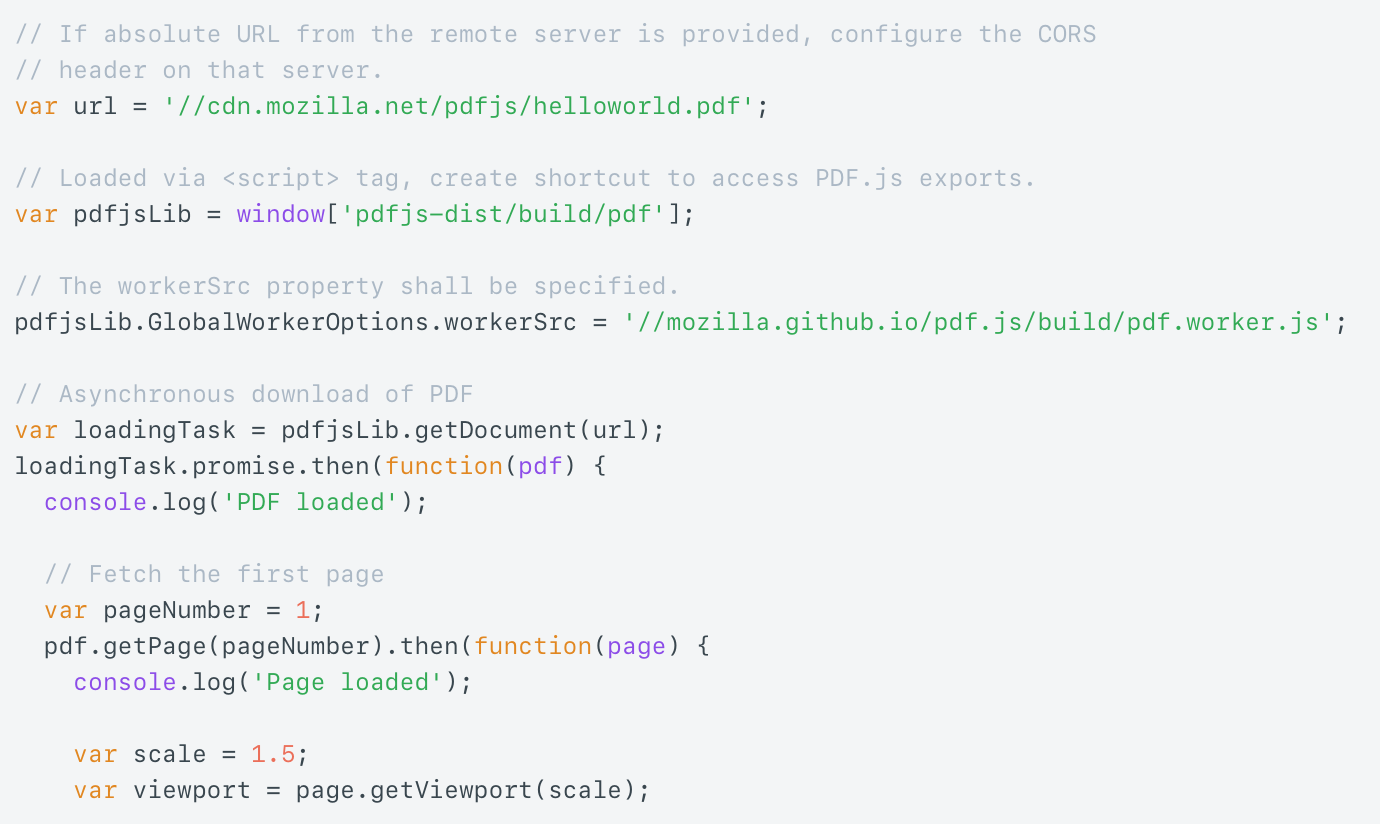 // If absolute URL from the remote server is provided, configure the CORS
// header on that server.
var url = '//cdn.mozilla.net/pdfjs/helloworld.pdf';

// Loaded via <script> tag, create shortcut to access PDF.js exports.
var pdfjsLib = window['pdfjs-dist/build/pdf'];

// The workerSrc property shall be specified.
pdfjsLib.GlobalWorkerOptions.workerSrc = '//mozilla.github.io/pdf.js/build/pdf.worker.js';

// Asynchronous download of PDF
var loadingTask = pdfjsLib.getDocument(url);
loadingTask.promise.then(function(pdf) {
  console.log('PDF loaded');

  // Fetch the first page
  var pageNumber = 1;
  pdf.getPage(pageNumber).then(function(page) {
    console.log('Page loaded');

    var scale = 1.5;
    var viewport = page.getViewport(scale);